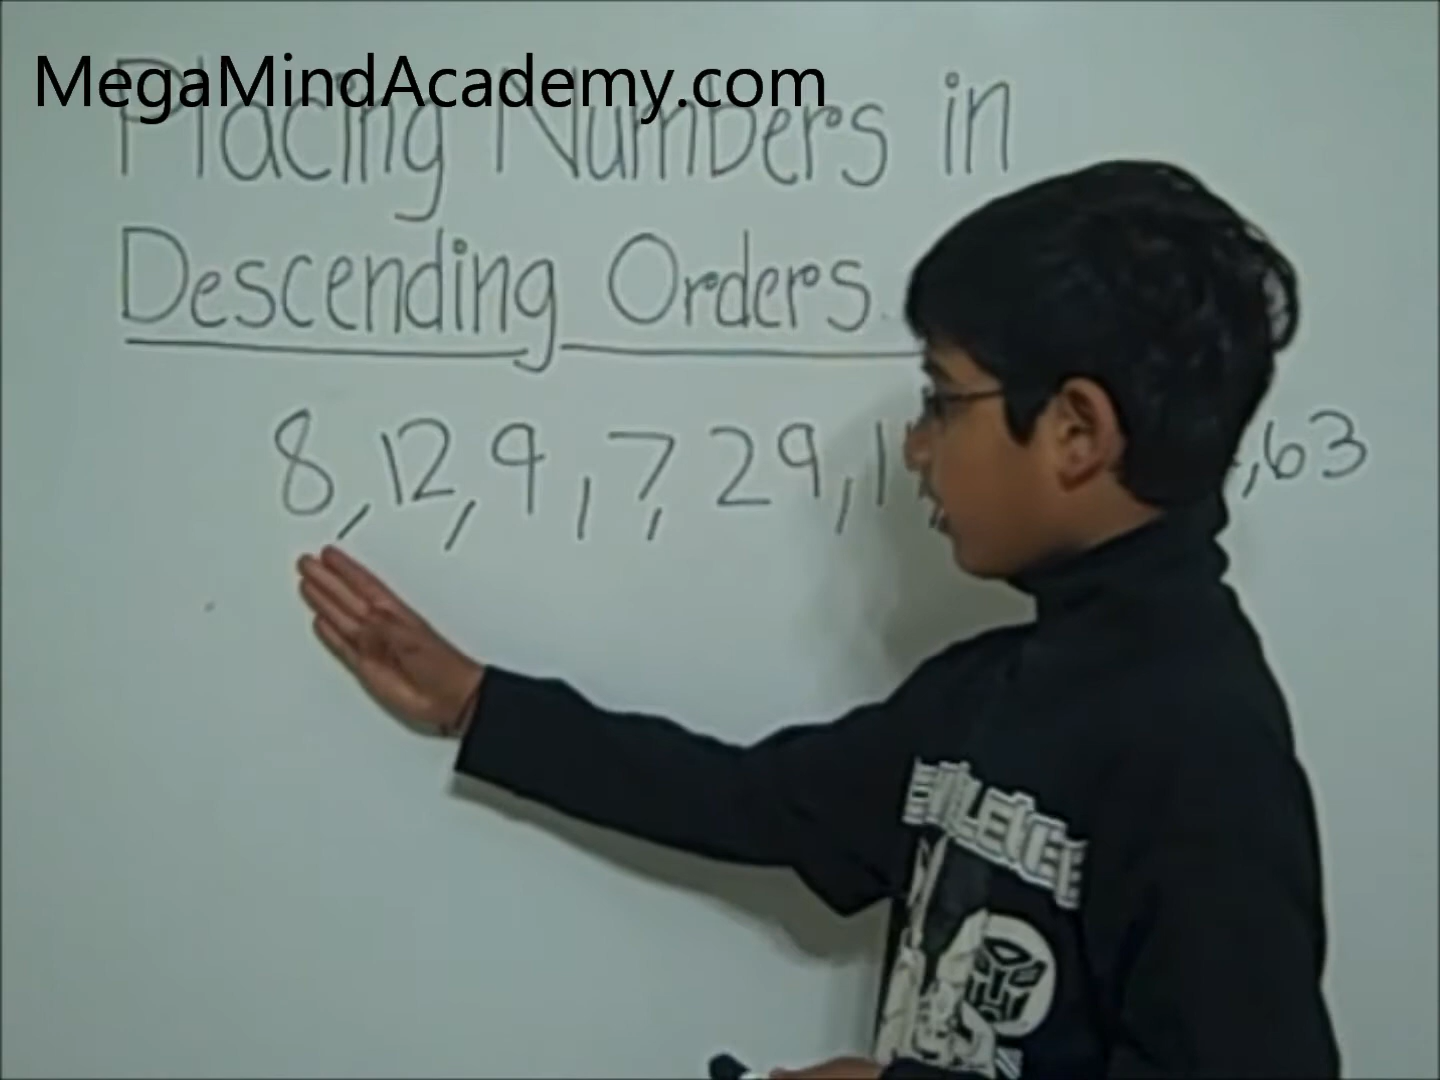 MegaMindAcademy.com
Placing Numbers in
Descending Orders.
8, 12, 9, 7, 29, 63